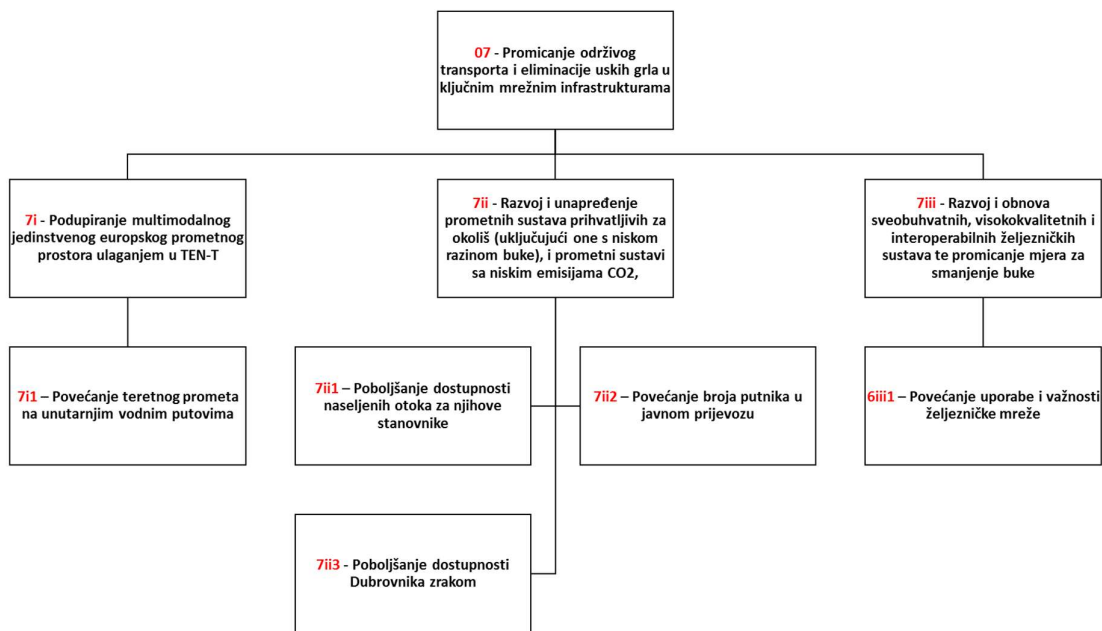 07 - Promicanje održivog
transporta i eliminacije uskih grla u
ključnim mrežnim infrastrukturama
7i - Podupiranje multimodalnog
jedinstvenog europskog prometnog
prostora ulaganjem u TEN-T
7ii - Razvoj i unapređenje
prometnih sustava prihvatljivih za
okoliš (uključujući one s niskom
razinom buke), i prometni sustavi
sa niskim emisijama CO2,
7iii - Razvoj i obnova
sveobuhvatnih, visokokvalitetnih i
interoperabilnih željezničkih
sustava te promicanje mjera za
smanjenje buke
7i1 – Povećanje teretnog prometa
na unutarnjim vodnim putovima
7ii1 – Poboljšanje dostupnosti
naseljenih otoka za njihove
stanovnike
7ii2 – Povećanje broja putnika u
javnom prijevozu
6iii1 – Povećanje uporabe i važnosti
željezničke mreže
7ii3 - Poboljšanje dostupnosti
Dubrovnika zrakom